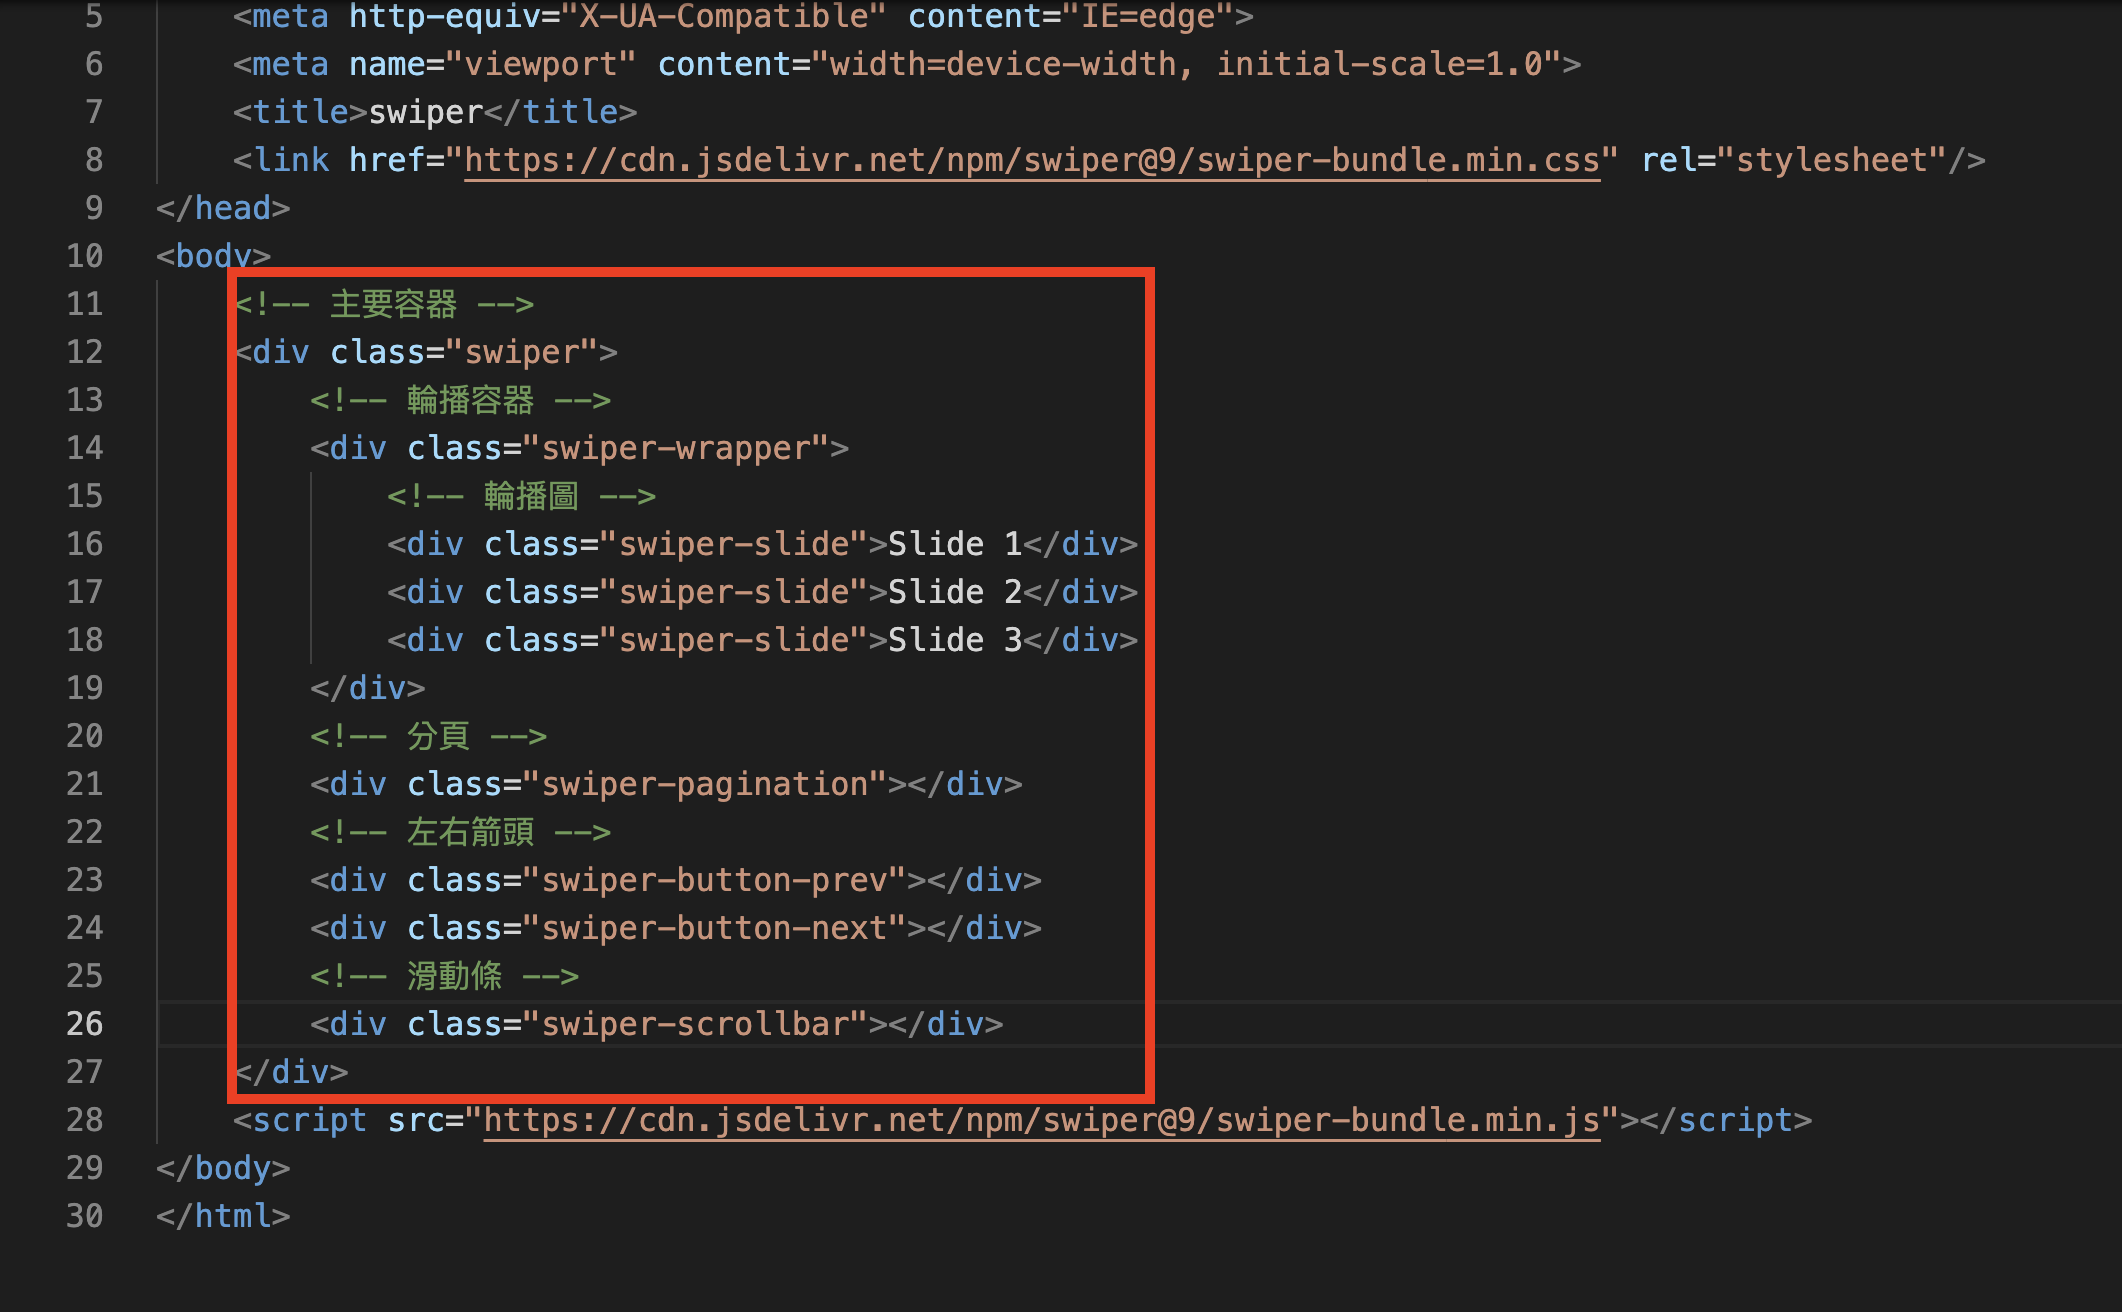 5 <meta http-equiv="X-UA-Compatible" content="IE=edge">
6 <meta name="viewport" content="width=device-width, initial-scale=1.0">
7 <title>swiper</title>
8 <link href="https://cdn.jsdelivr.net/npm/swiper@9/swiper-bundle.min.css" rel="stylesheet"/>
9 </head>
10 <body>
11 <!-- 主要容器 -->
12 <div class="swiper">
13 <!-- 輪播容器 -->
14 <div class="swiper-wrapper">
15 <!-- 輪播圖 -->
16 <div class="swiper-slide">Slide 1</div>
17 <div class="swiper-slide">Slide 2</div>
18 <div class="swiper-slide">Slide 3</div>
19 </div>
20 <!-- 分頁 -->
21 <div class="swiper-pagination"></div>
22 <!-- 左右箭頭 -->
23 <div class="swiper-button-prev"></div>
24 <div class="swiper-button-next"></div>
25 <!-- 滑動條 -->
26 <div class="swiper-scrollbar"></div>
27 </div>
28 <script src="https://cdn.jsdelivr.net/npm/swiper@9/swiper-bundle.min.js"></script>
29 </body>
30 </html>